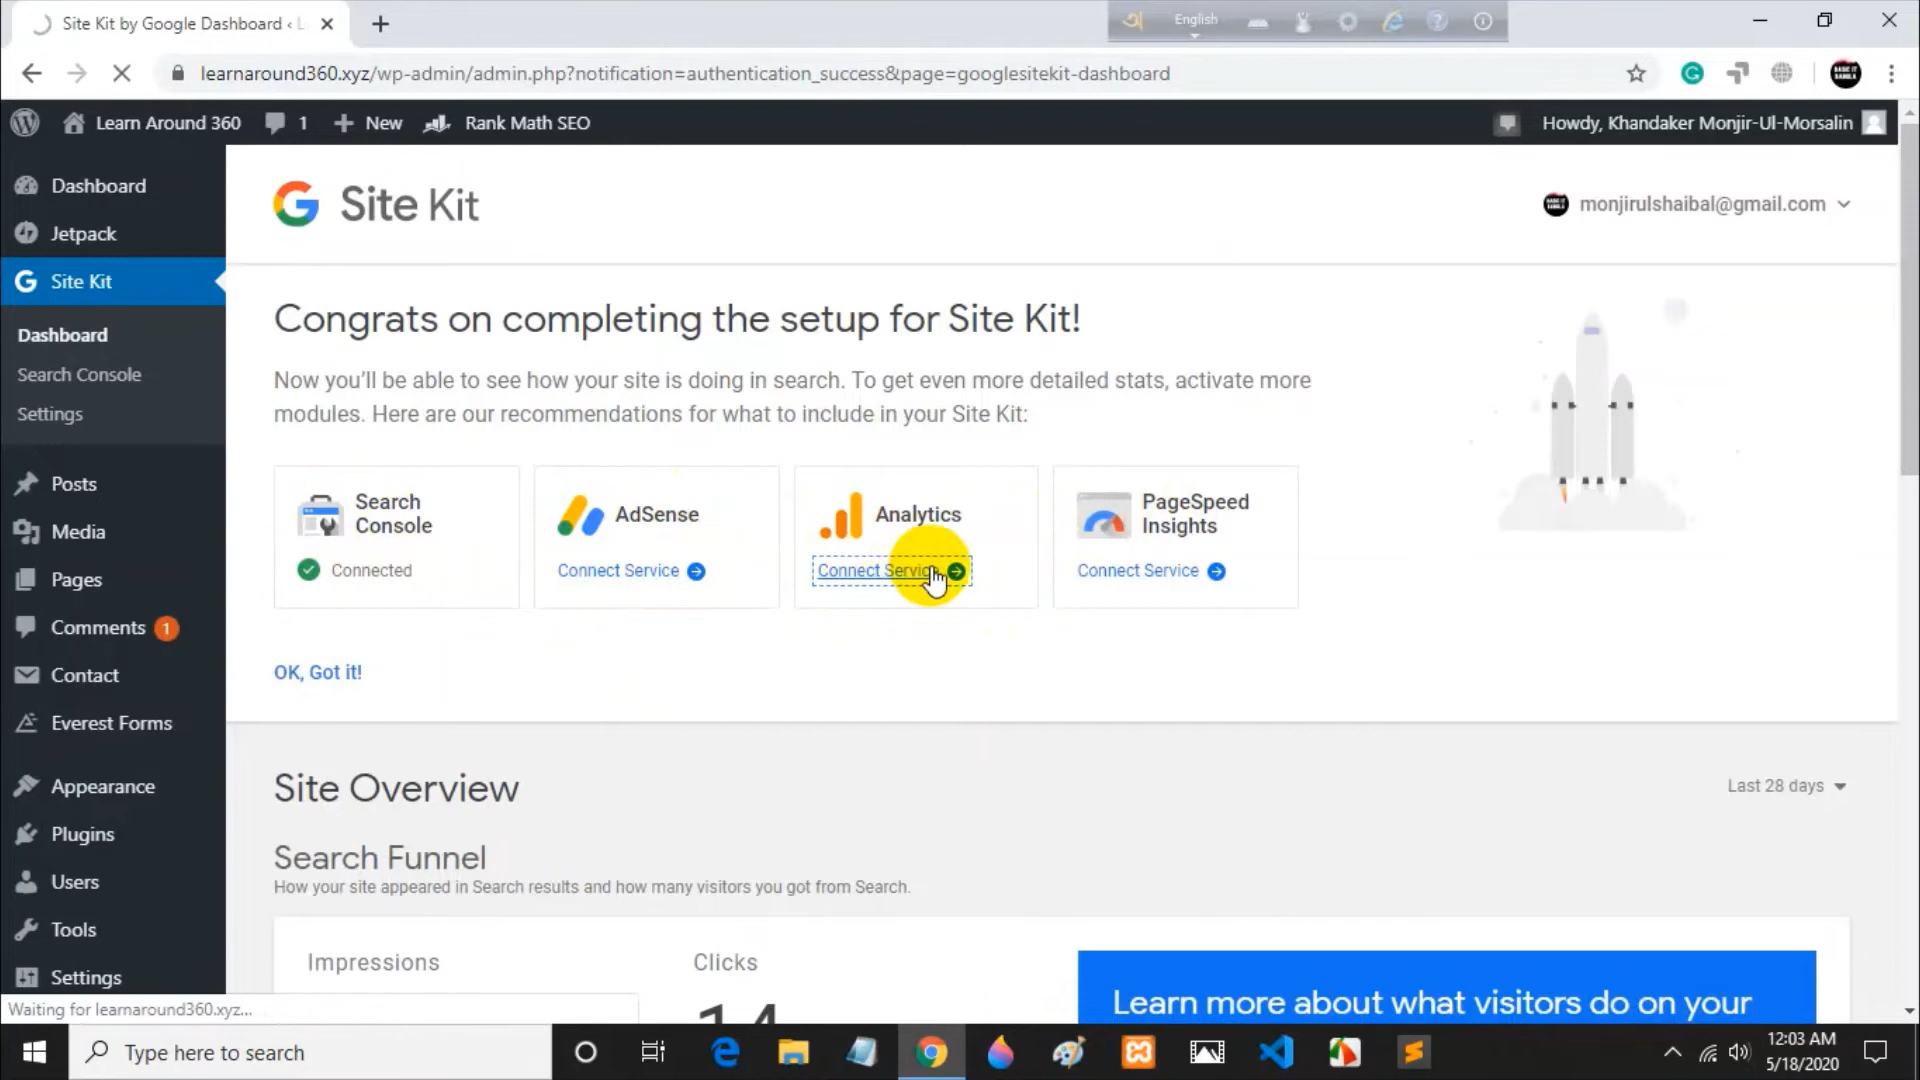 Site Kit by Google Dashboard ‹ L
English
learnaround360.xyz/wp-admin/admin.php?notification=authentication_success&page=googlesitekit-dashboard
Learn Around 360
1
New
Rank Math SEO
Howdy, Khandaker Monjir-Ul-Morsalin
Dashboard
Jetpack
Site Kit
Dashboard
Search Console
Settings
Posts
Media
Pages
Comments 1
Contact
Everest Forms
Appearance
Plugins
Users
Tools
Settings
Site Kit
monjirulshaibal@gmail.com
Congrats on completing the setup for Site Kit!
Now you'll be able to see how your site is doing in search. To get even more detailed stats, activate more
modules. Here are our recommendations for what to include in your Site Kit:
Search
Console
Connected
AdSense
Connect Service
Analytics
Connect Service
PageSpeed
Insights
Connect Service
OK, Got it!
Site Overview
Last 28 days
Search Funnel
How your site appeared in Search results and how many visitors you got from Search.
Impressions
Clicks
14
Learn more about what visitors do on your
Waiting for learnaround360.xyz...
Type here to search
12:03 AM
5/18/2020